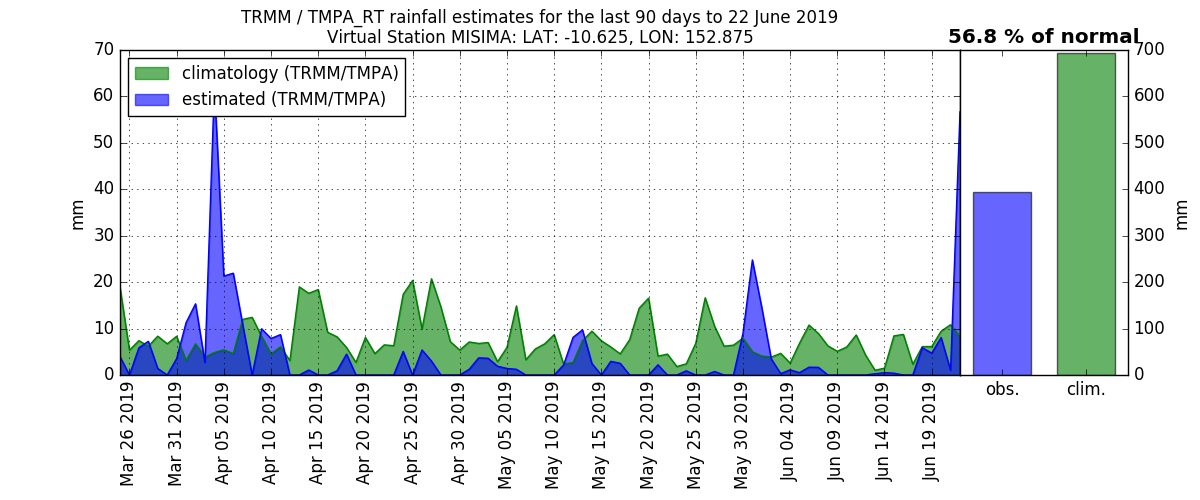 TRMM / TMPA_RT rainfall estimates for the last 90 days to 22 June 2019
Virtual Station MISIMA: LAT: -10.625, LON: 152.875
56.8 % of normal
climatology (TRMM/TMPA)
estimated (TRMM/TMPA)
mm
70
60
50
40
30
20
10
0
Mar 26 2019
Mar 31 2019
Apr 05 2019
Apr 10 2019
Apr 15 2019
Apr 20 2019
Apr 25 2019
Apr 30 2019
May 05 2019
May 10 2019
May 15 2019
May 20 2019
May 25 2019
May 30 2019
Jun 04 2019
Jun 09 2019
Jun 14 2019
Jun 19 2019
obs.
clim.
700
600
500
400
300
200
100
0
mm